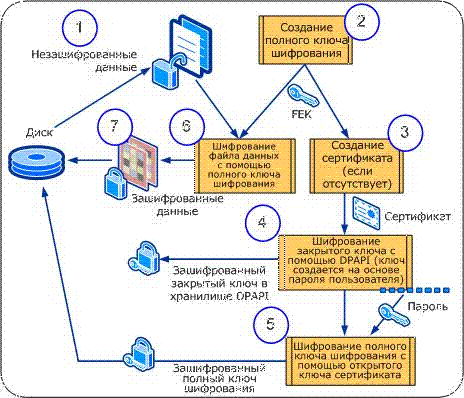 1
Незашифрованные
данные
2
Создание
полного ключа
шифрования
FEK
Диск
7
6
Шифрование
файла данных
с помощью
полного ключа
шифрования
3
Создание
сертификата
(если
отсутствует)
Зашифрованные
данные
Сертификат
4
Шифрование
закрытого ключа с
помощью DPAPI (ключ
создается на основе
пароля пользователя)
Зашифрованный
закрытый ключ в
хранилище DPAPI
Пароль
5
Шифрование полного
ключа шифрования с
помощью открытого
ключа сертификата
Зашифрованный
полный ключ
шифрования